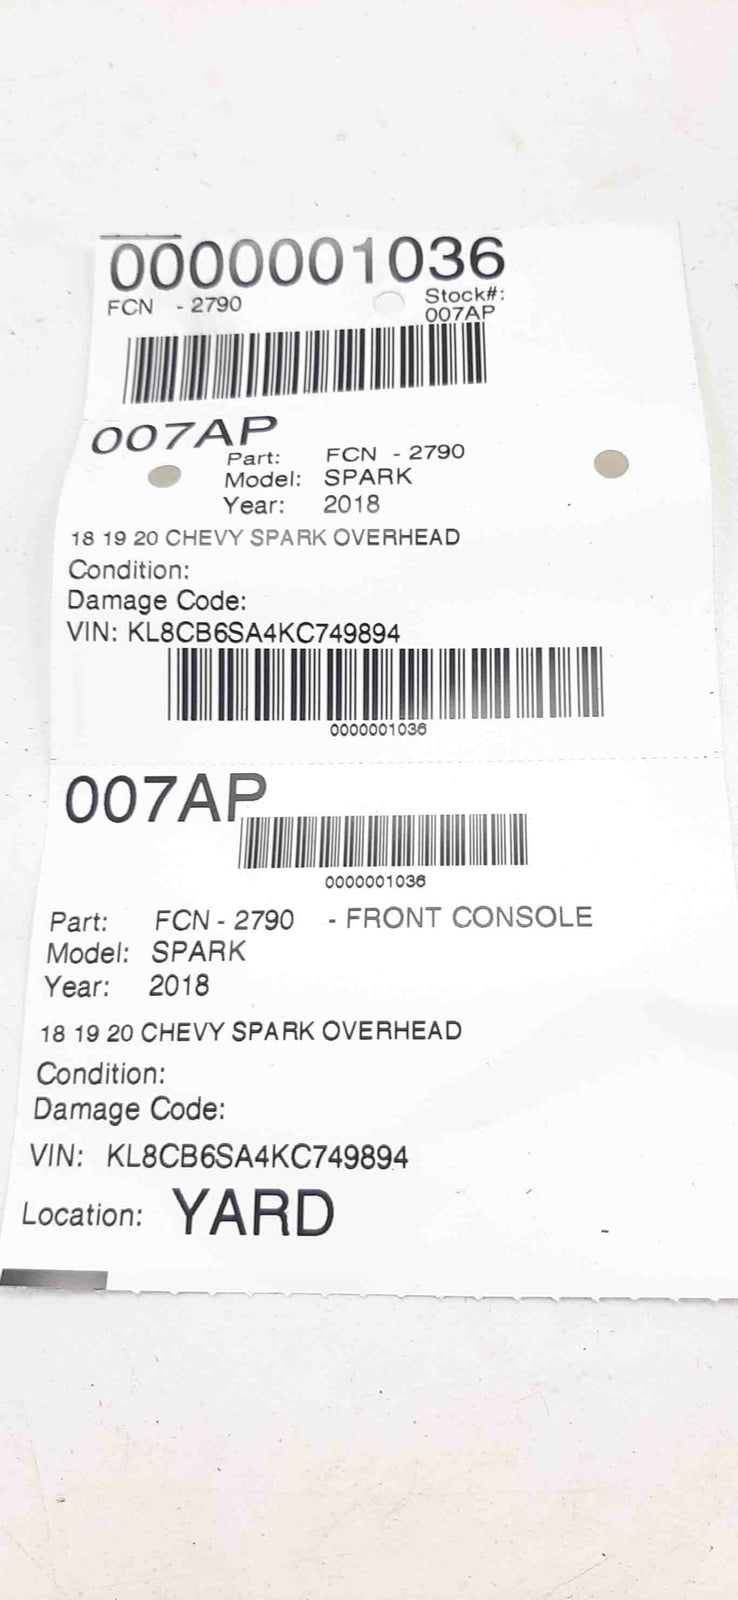 0000001036
FCN - 2790
Stock#:
007AP
007AP
Part: FCN - 2790
Model: SPARK
Year: 2018
18 19 20 CHEVY SPARK OVERHEAD
Condition:
Damage Code:
VIN: KL8CB6SA4KC749894
0000001036
007AP
0000001036
Part: FCN - 2790 - FRONT CONSOLE
Model: SPARK
Year: 2018
18 19 20 CHEVY SPARK OVERHEAD
Condition:
Damage Code:
VIN: KL8CB6SA4KC749894
Location: YARD